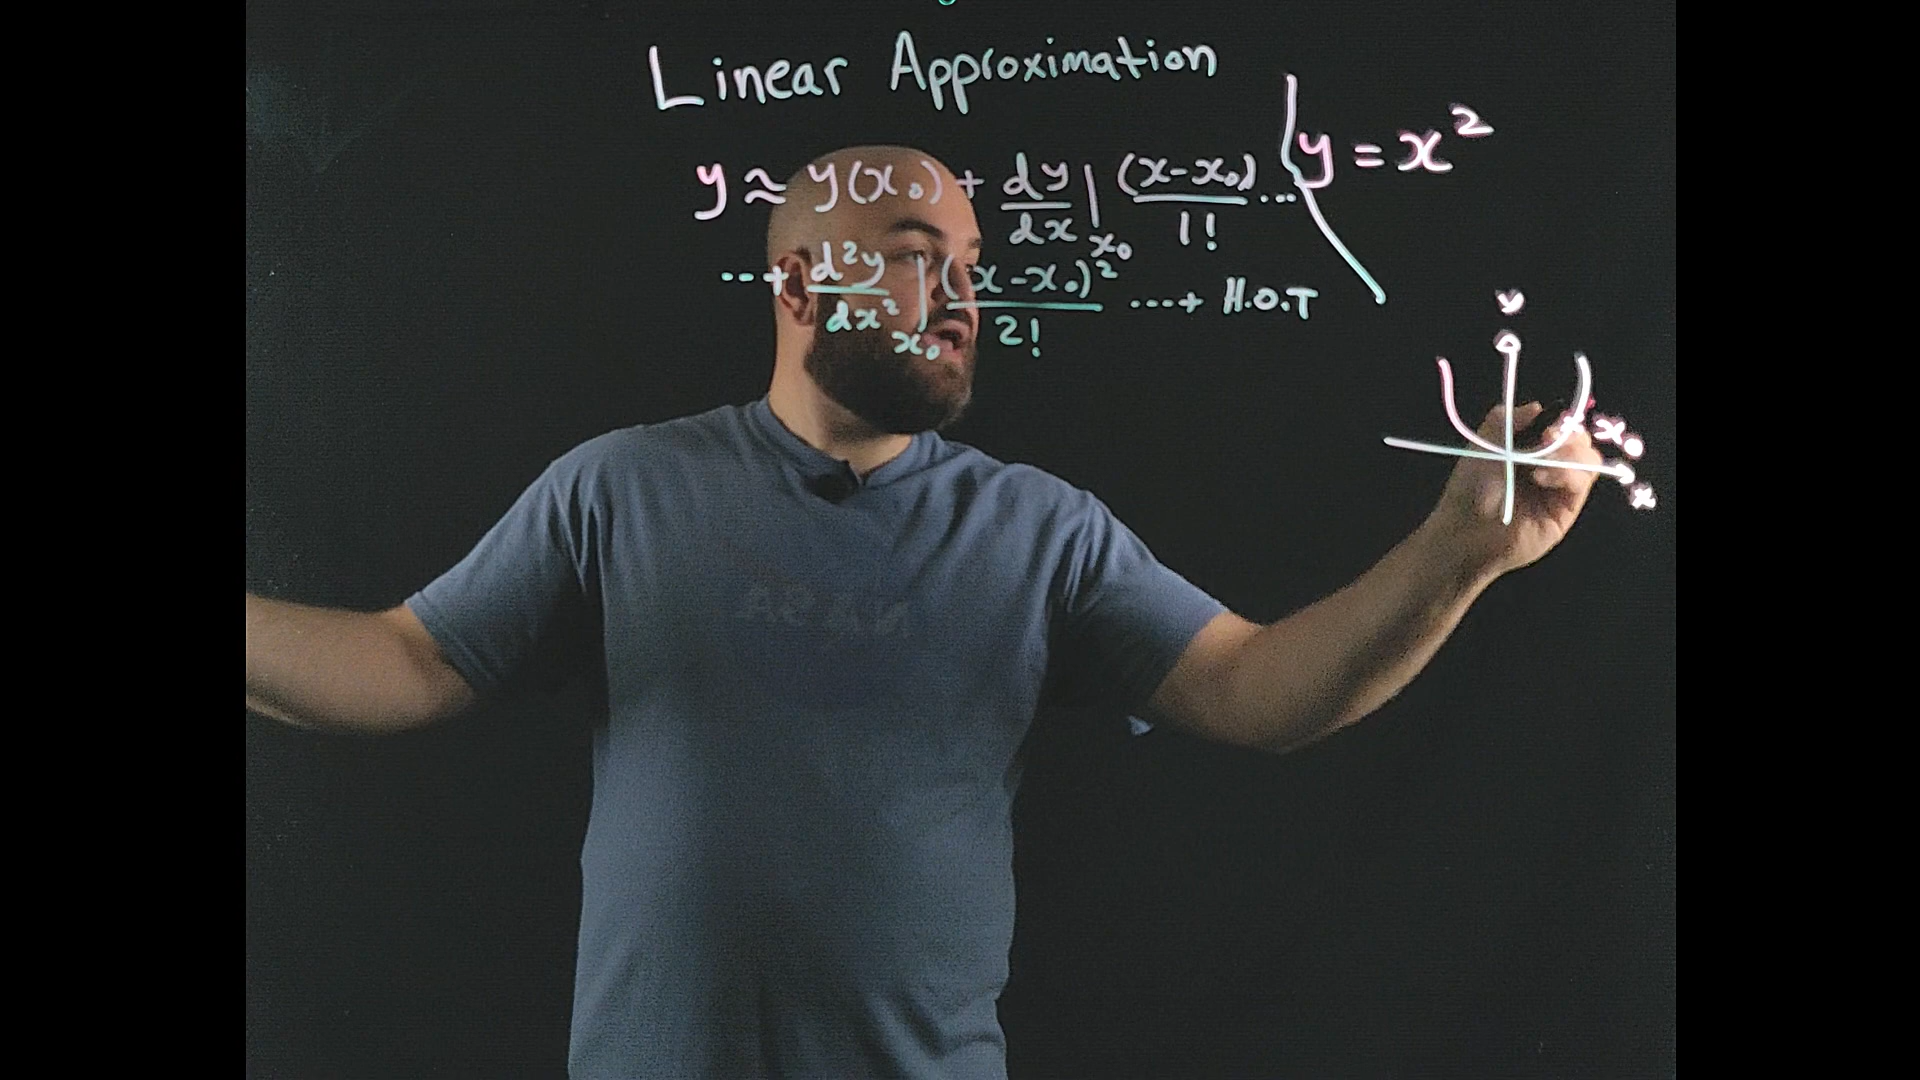 Linear Approximation
y ≈ y(x₀) + dy/dx |x₀ (x-x₀)/1! ...
...+ d²y/dx² |x₀ (x-x₀)²/2! ....+ H.O.T
y = x²
y
x₀
x